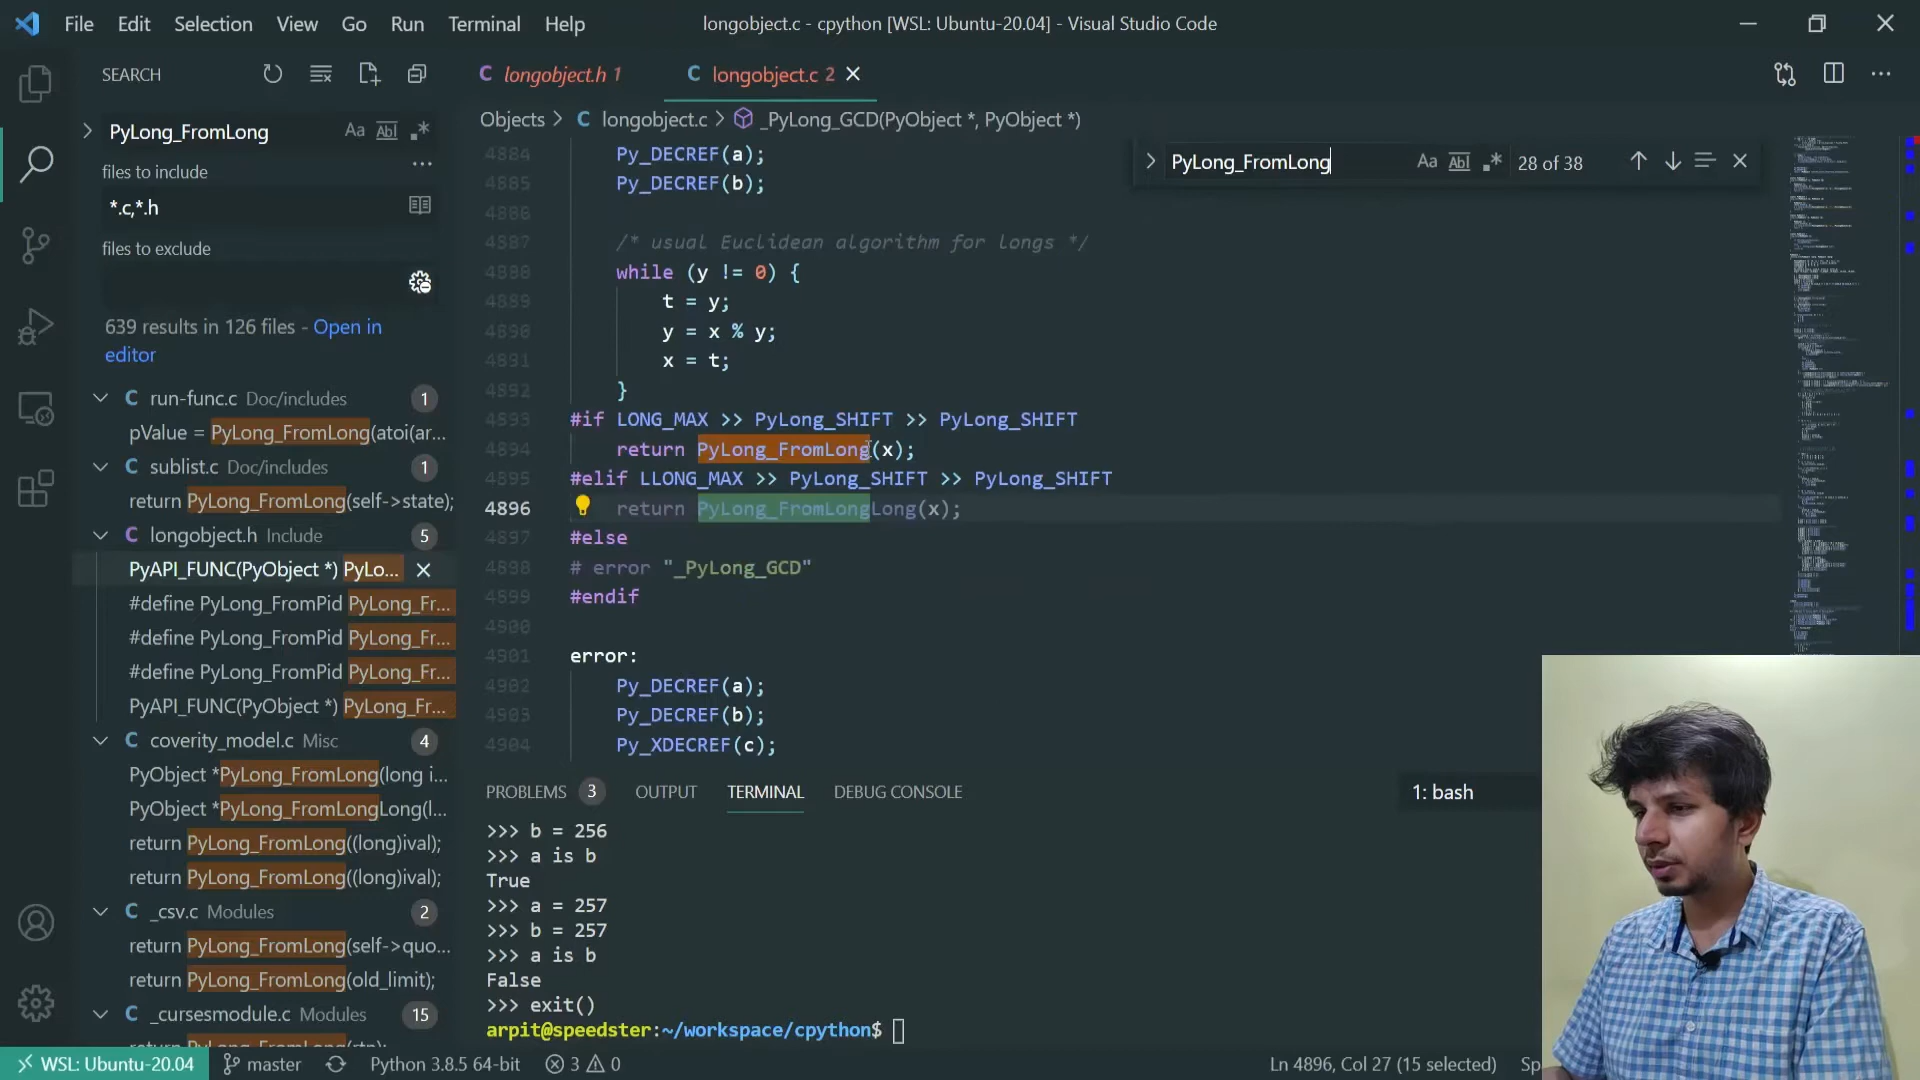 File Edit Selection View Go Run Terminal Help
longobject.c - cpython [WSL: Ubuntu-20.04] - Visual Studio Code
SEARCH
PyLong_FromLong
Aa Abl .*
files to include
*.c,*.h
files to exclude
639 results in 126 files - Open in
editor
C run-func.c Doc/includes 1
pValue = PyLong_FromLong(atoi(ar...
C sublist.c Doc/includes 1
return PyLong_FromLong(self->state);
C longobject.h Include 5
PyAPI_FUNC(PyObject *) PyLo...
#define PyLong_FromPid PyLong_Fr...
#define PyLong_FromPid PyLong_Fr...
#define PyLong_FromPid PyLong_Fr...
PyAPI_FUNC(PyObject *) PyLong_Fr...
C coverity_model.c Misc 4
PyObject *PyLong_FromLong(long i...
PyObject *PyLong_FromLongLong(l...
return PyLong_FromLong((long)ival);
return PyLong_FromLong((long)ival);
C _csv.c Modules 2
return PyLong_FromLong(self->quo...
return PyLong_FromLong(old_limit);
C _cursesmodule.c Modules 15
C longobject.h 1
C longobject.c 2
Objects > C longobject.c > _PyLong_GCD(PyObject *, PyObject *)
PyLong_FromLong Aa Abl .* 28 of 38
4884 Py_DECREF(a);
4885 Py_DECREF(b);
4886
4887 /* usual Euclidean algorithm for longs */
4888 while (y != 0) {
4889 t = y;
4890 y = x % y;
4891 x = t;
4892 }
4893 #if LONG_MAX >> PyLong_SHIFT >> PyLong_SHIFT
4894 return PyLong_FromLong(x);
4895 #elif LLONG_MAX >> PyLong_SHIFT >> PyLong_SHIFT
4896 return PyLong_FromLongLong(x);
4897 #else
4898 # error "_PyLong_GCD"
4899 #endif
4900
4901 error:
4902 Py_DECREF(a);
4903 Py_DECREF(b);
4904 Py_XDECREF(c);
PROBLEMS 3 OUTPUT TERMINAL DEBUG CONSOLE
1: bash
>>> b = 256
>>> a is b
True
>>> a = 257
>>> b = 257
>>> a is b
False
>>> exit()
arpit@speedster:~/workspace/cpython$
WSL: Ubuntu-20.04 master Python 3.8.5 64-bit 3 0
Ln 4896, Col 27 (15 selected) Sp